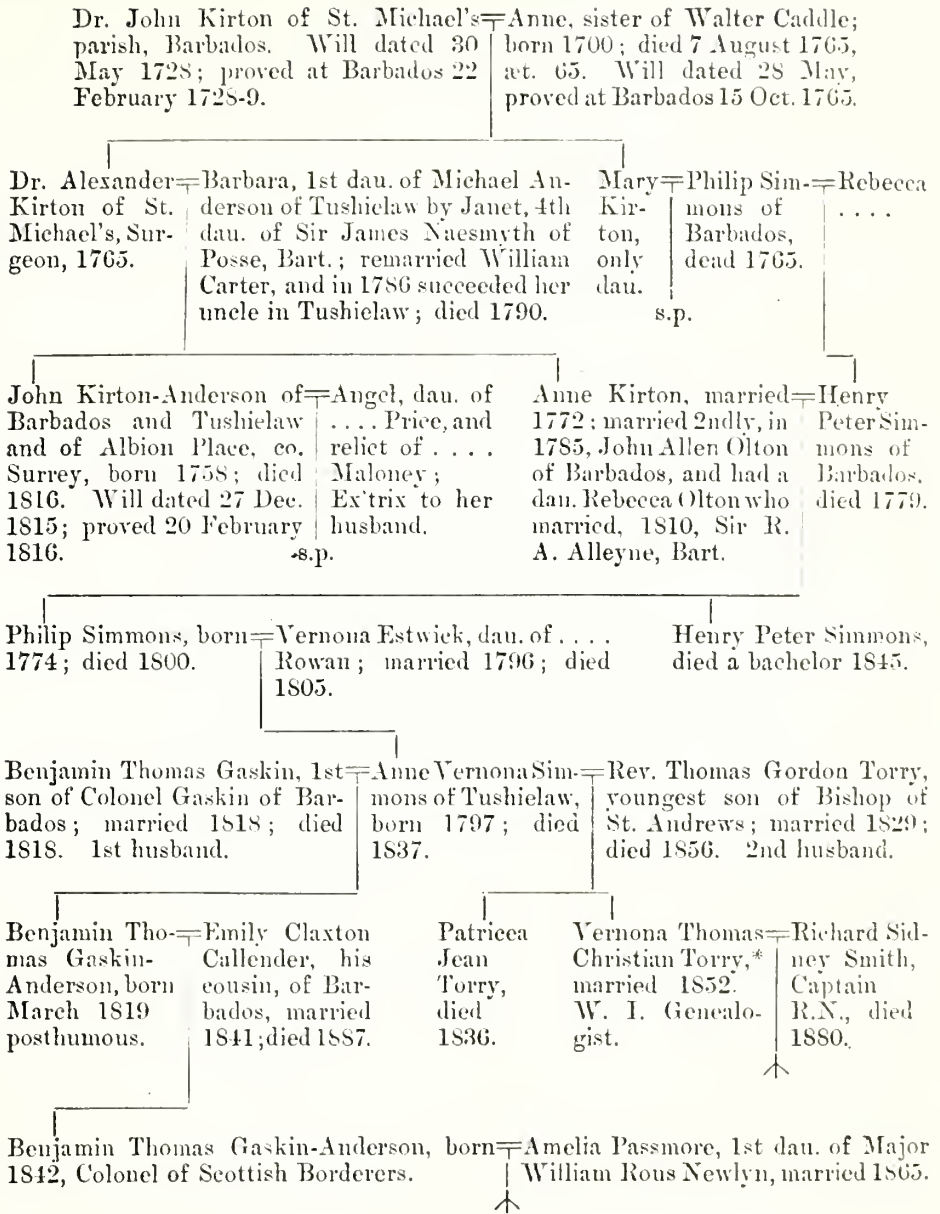 Dr. John Kirton of St. Michael's
parish, Barbados. Will dated 30
May 1728; proved at Barbados 22
February 1728-9.
Anne, sister of Walter Caddle;
born 1700; died 7 August 1765,
æt. 65. Will dated 28 May,
proved at Barbados 15 Oct. 1765.
Dr. Alexander
Kirton of St.
Michael's, Sur-
geon, 1765.
Barbara, 1st dau. of Michael An-
derson of Tushielaw by Janet, 4th
dau. of Sir James Naesmyth of
Posse, Bart.; remarried William
Carter, and in 1786 succeeded her
uncle in Tushielaw; died 1790.
Mary
Kir-
ton,
only
dau.
Philip Sim-
mons of
Barbados,
dead 1765.
s.p.
Rebecca
. . . .
John Kirton-Anderson of
Barbados and Tushielaw
and of Albion Place, co.
Surrey, born 1758; died
1816. Will dated 27 Dec.
1815; proved 20 February
1816.
Angel, dau. of
. . . . Price, and
relict of . . . .
Maloney;
Ex'trix to her
husband.
s.p.
Anne Kirton, married
1772; married 2ndly, in
1785, John Allen Olton
of Barbados, and had a
dau. Rebecca Olton who
married, 1810, Sir R.
A. Alleyne, Bart.
Henry
Peter Sim-
mons of
Barbados,
died 1779.
Philip Simmons, born
1774; died 1800.
Vernona Estwick, dau. of . . . .
Rowan; married 1796; died
1805.
Henry Peter Simmons,
died a bachelor 1845.
Benjamin Thomas Gaskin, 1st
son of Colonel Gaskin of Bar-
bados; married 1818; died
1818. 1st husband.
Anne Vernona Sim-
mons of Tushielaw,
born 1797; died
1837.
Rev. Thomas Gordon Torry,
youngest son of Bishop of
St. Andrews; married 1829;
died 1856. 2nd husband.
Benjamin Tho-
mas Gaskin-
Anderson, born
March 1819
posthumous.
Emily Claxton
Callender, his
cousin, of Bar-
bados, married
1841; died 1887.
Patricca
Jean
Torry,
died
1836.
Vernona Thomas
Christian Torry,*
married 1852.
W. I. Genealo-
gist.
Richard Sid-
ney Smith,
Captain
R.N., died
1880.
Benjamin Thomas Gaskin-Anderson, born
1842, Colonel of Scottish Borderers.
Amelia Passmore, 1st dau. of Major
William Rous Newlyn, married 1865.